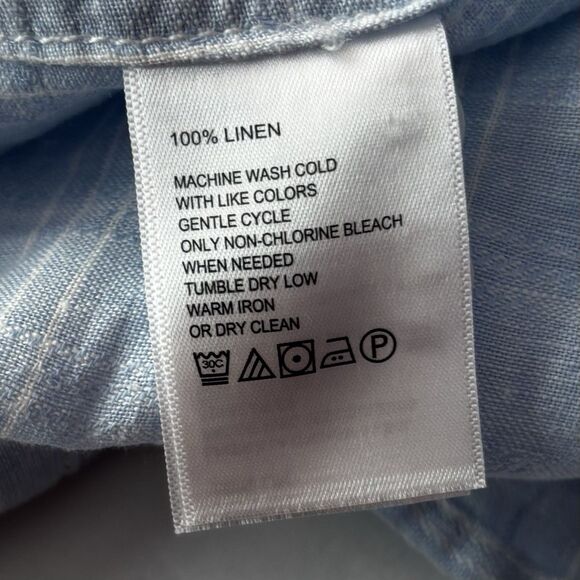 100% LINEN
MACHINE WASH COLD
WITH LIKE COLORS
GENTLE CYCLE
ONLY NON-CHLORINE BLEACH
WHEN NEEDED
TUMBLE DRY LOW
WARM IRON
OR DRY CLEAN
30C P